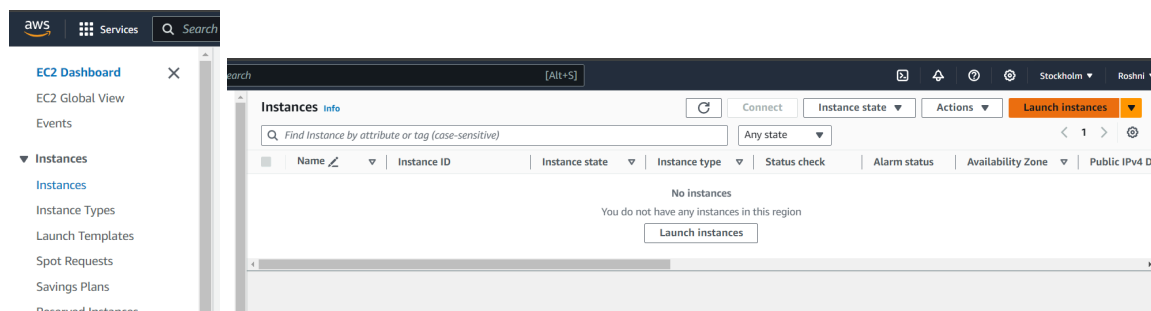 aws
Services
Search
EC2 Dashboard
EC2 Global View
Events
Instances
Instances
Instance Types
Launch Templates
Spot Requests
Savings Plans
Reserved Instances
earch [Alt+S] Stockholm Roshni
Instances Info Connect Instance state Actions Launch instances
Find Instance by attribute or tag (case-sensitive) Any state 1
Name Instance ID Instance state Instance type Status check Alarm status Availability Zone Public IPv4 D
No instances
You do not have any instances in this region
Launch instances